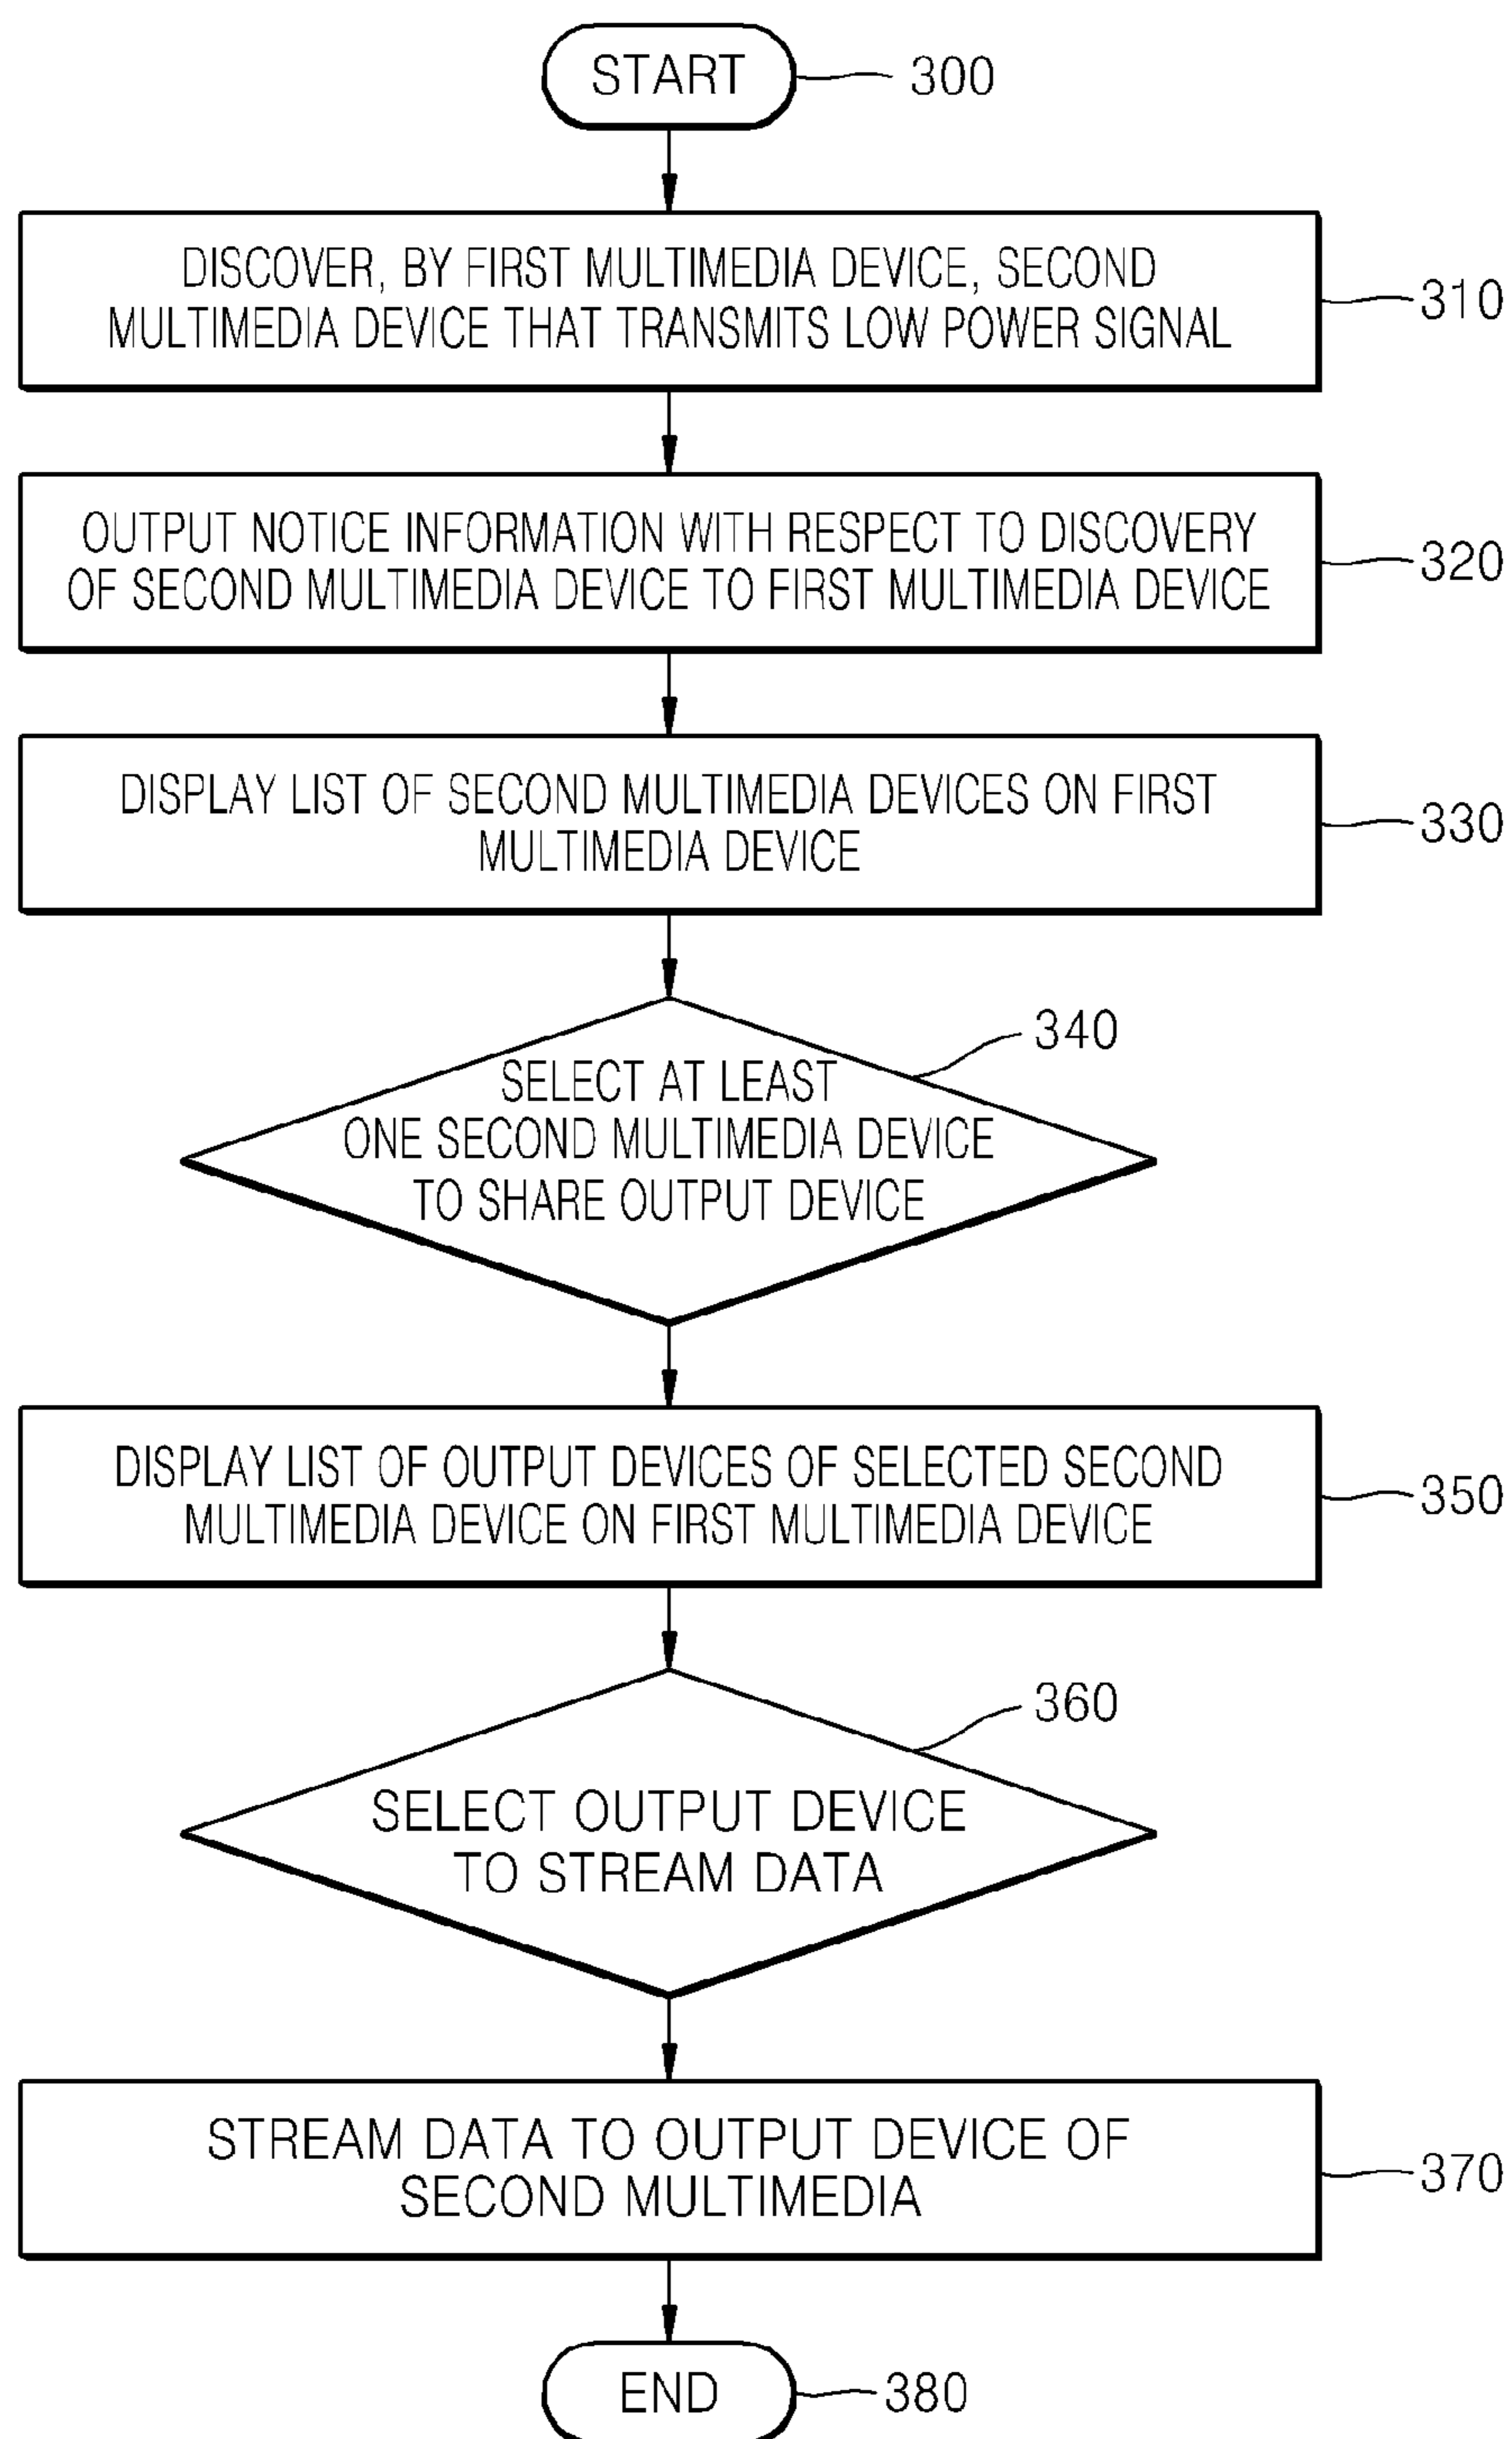 START
300
DISCOVER, BY FIRST MULTIMEDIA DEVICE, SECOND
MULTIMEDIA DEVICE THAT TRANSMITS LOW POWER SIGNAL
310
OUTPUT NOTICE INFORMATION WITH RESPECT TO DISCOVERY
OF SECOND MULTIMEDIA DEVICE TO FIRST MULTIMEDIA DEVICE
320
DISPLAY LIST OF SECOND MULTIMEDIA DEVICES ON FIRST
MULTIMEDIA DEVICE
330
340
SELECT AT LEAST
ONE SECOND MULTIMEDIA DEVICE
TO SHARE OUTPUT DEVICE
DISPLAY LIST OF OUTPUT DEVICES OF SELECTED SECOND
MULTIMEDIA DEVICE ON FIRST MULTIMEDIA DEVICE
350
360
SELECT OUTPUT DEVICE
TO STREAM DATA
STREAM DATA TO OUTPUT DEVICE OF
SECOND MULTIMEDIA
370
END
380